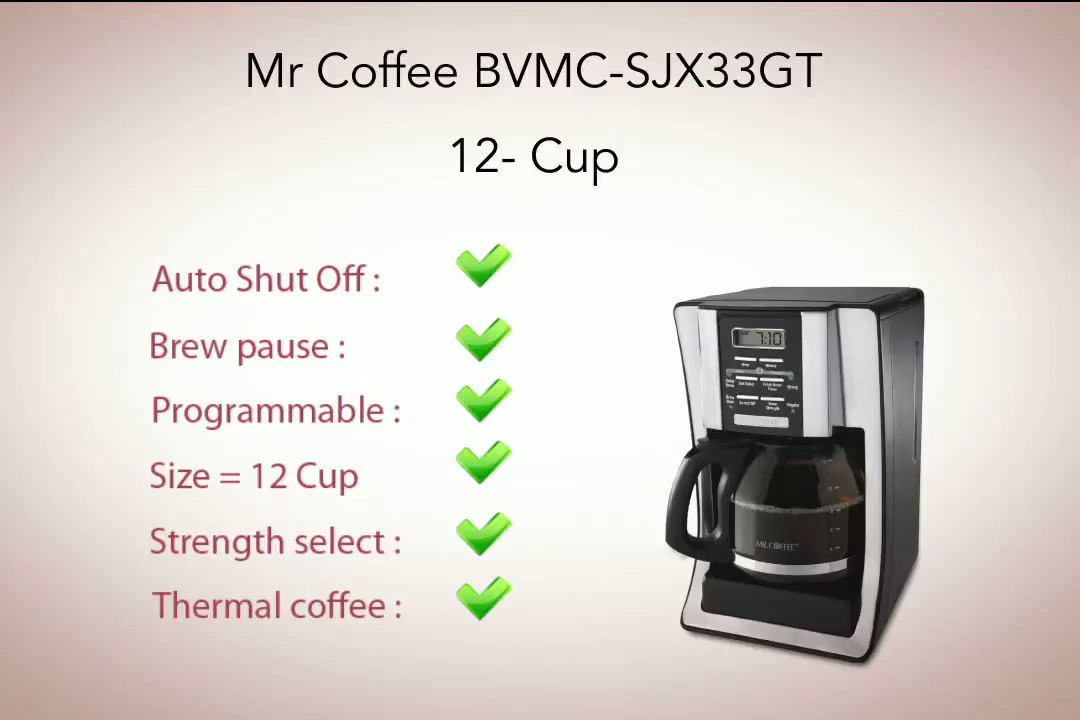 Mr Coffee BVMC-SJX33GT
12- Cup
Auto Shut Off :
Brew pause :
Programmable :
Size = 12 Cup
Strength select :
Thermal coffee :
7:10
MR. COFFEE